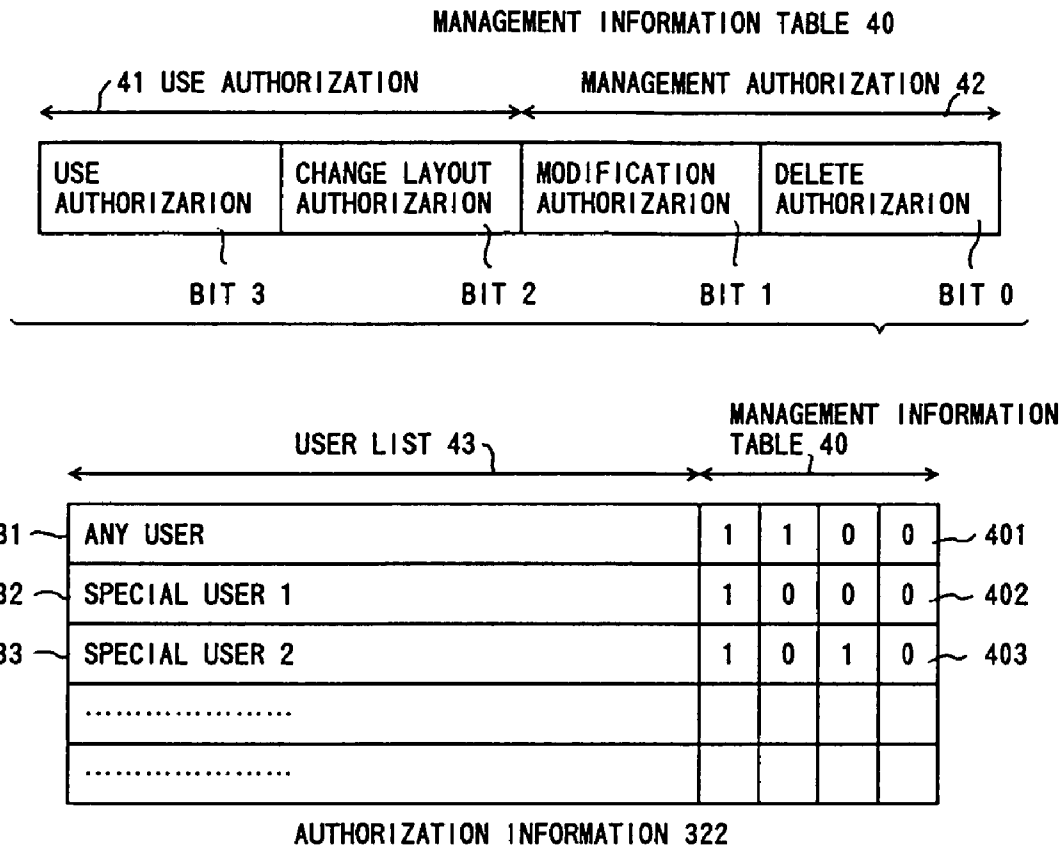 MANAGEMENT INFORMATION TABLE 40
41 USE AUTHORIZATION
MANAGEMENT AUTHORIZATION 42
USE AUTHORIZARION
CHANGE LAYOUT AUTHORIZARION
MODIFICATION AUTHORIZARION
DELETE AUTHORIZARION
BIT 3 BIT 2 BIT 1 BIT 0
USER LIST 43
MANAGEMENT INFORMATION
TABLE 40
31 ANY USER 1 1 0 0 401
32 SPECIAL USER 1 1 0 0 0 402
33 SPECIAL USER 2 1 0 1 0 403
.....................
.....................
AUTHORIZATION INFORMATION 322